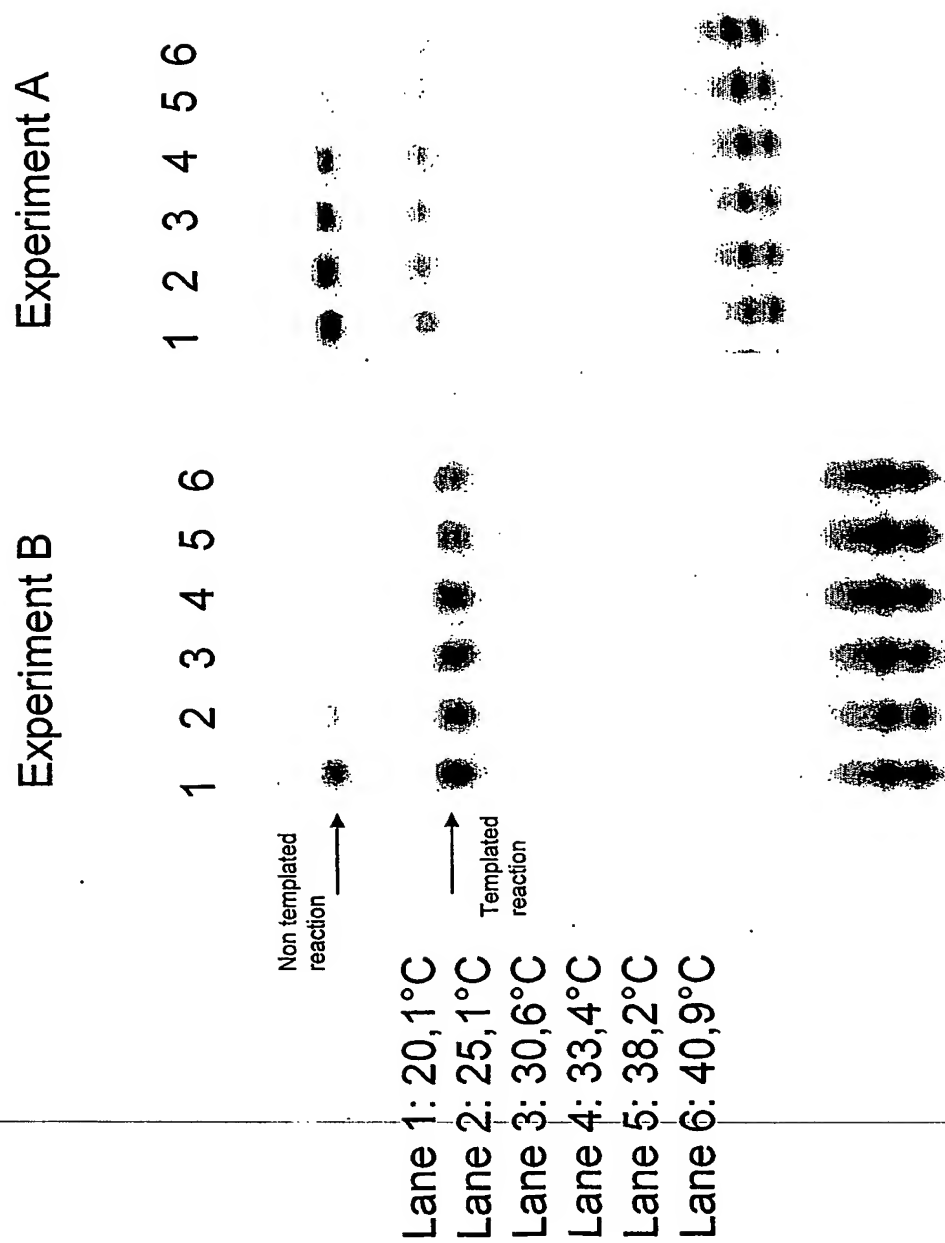 Experiment A
1 2 3 4 5 6
Experiment B
1 2 3 4 5 6
Non templated
reaction
Templated
reaction
Lane 1: 20,1°C
Lane 2: 25,1°C
Lane 3: 30,6°C
Lane 4: 33,4°C
Lane 5: 38,2°C
Lane 6: 40,9°C